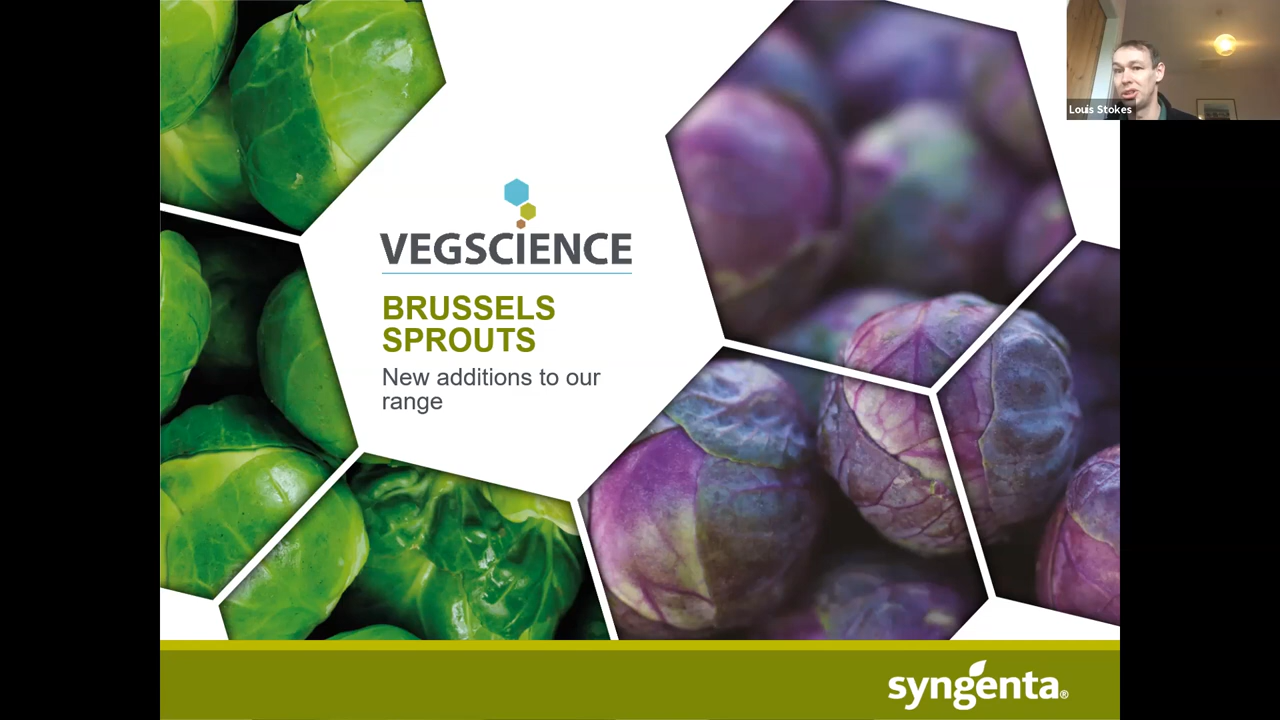 Louis Stokes
VEGSCIENCE
BRUSSELS
SPROUTS
New additions to our
range
syngenta®